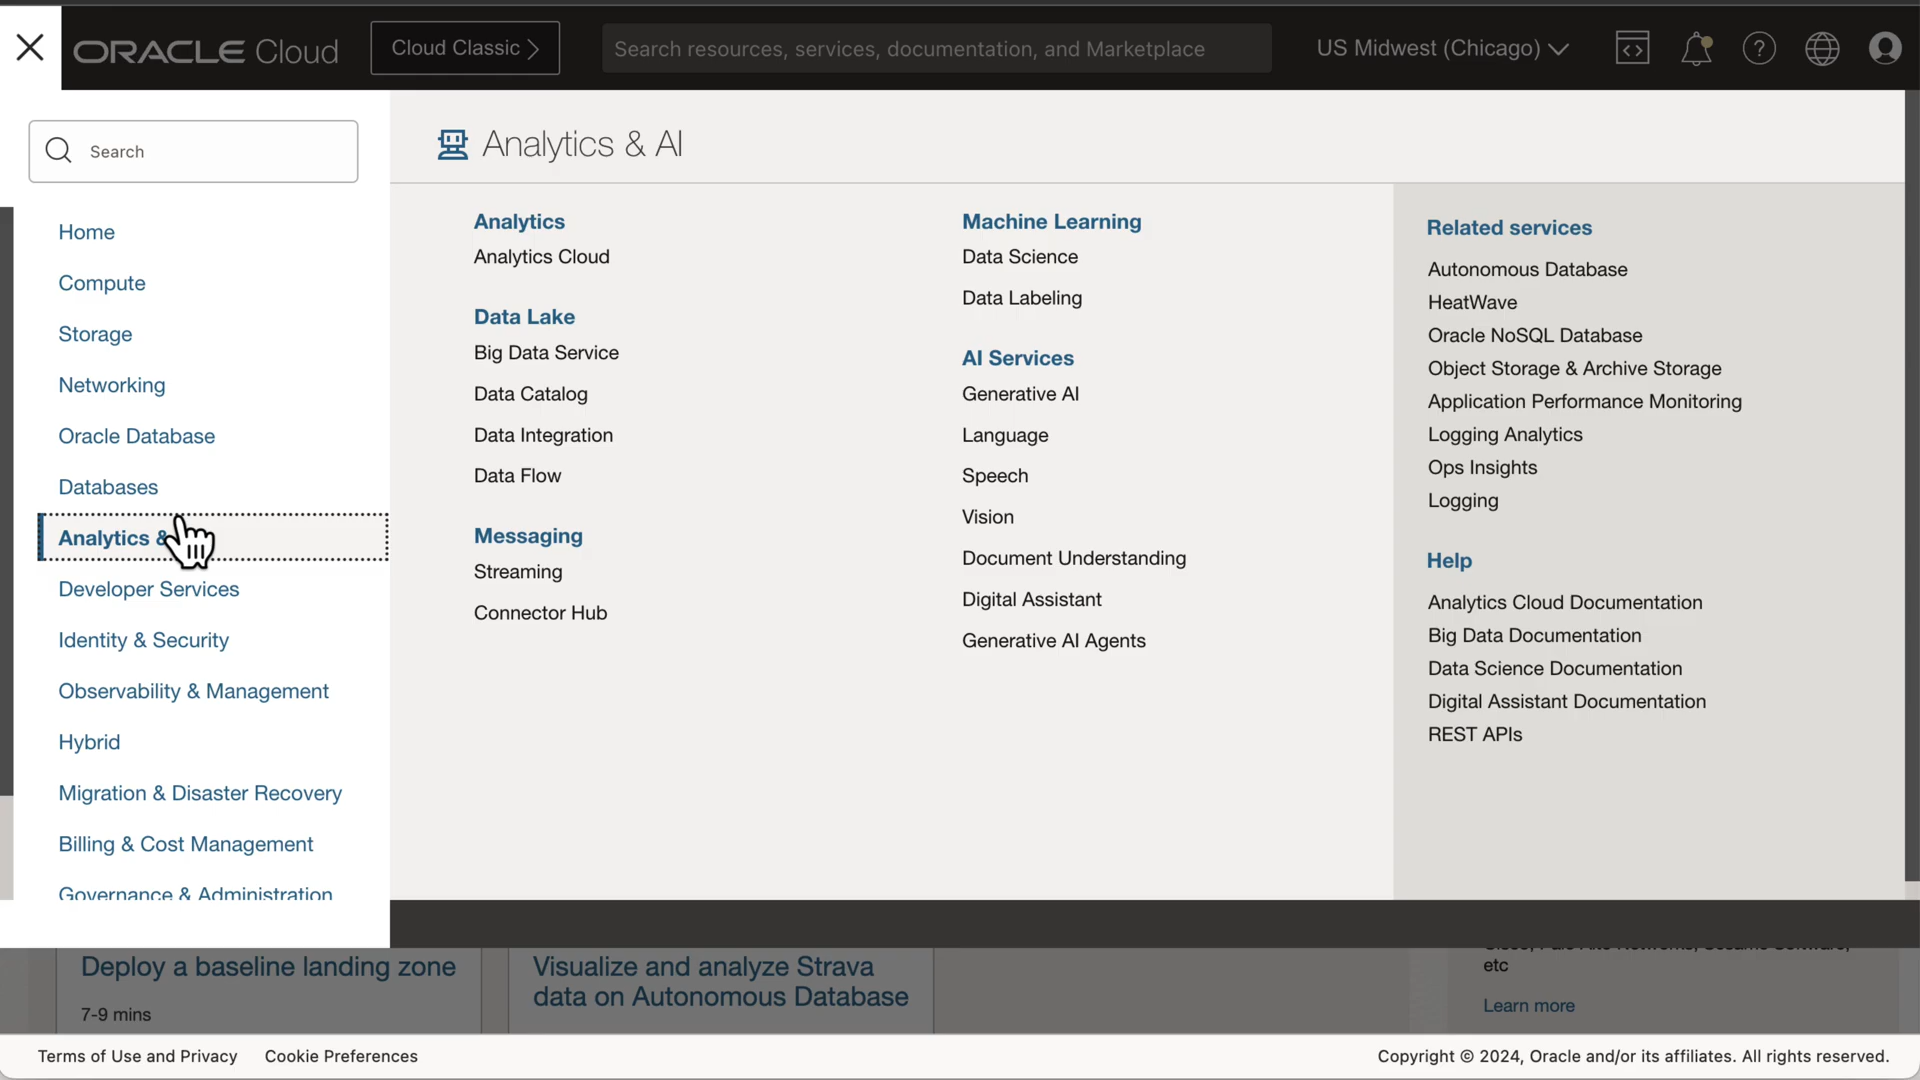 ORACLE Cloud
Cloud Classic
Search resources, services, documentation, and Marketplace
US Midwest (Chicago)
Search
Home
Compute
Storage
Networking
Oracle Database
Databases
Analytics &
Developer Services
Identity & Security
Observability & Management
Hybrid
Migration & Disaster Recovery
Billing & Cost Management
Governance & Administration
Analytics & AI
Analytics
Analytics Cloud
Data Lake
Big Data Service
Data Catalog
Data Integration
Data Flow
Messaging
Streaming
Connector Hub
Machine Learning
Data Science
Data Labeling
AI Services
Generative AI
Language
Speech
Vision
Document Understanding
Digital Assistant
Generative AI Agents
Related services
Autonomous Database
HeatWave
Oracle NoSQL Database
Object Storage & Archive Storage
Application Performance Monitoring
Logging Analytics
Ops Insights
Logging
Help
Analytics Cloud Documentation
Big Data Documentation
Data Science Documentation
Digital Assistant Documentation
REST APIs
Deploy a baseline landing zone
7-9 mins
Visualize and analyze Strava
data on Autonomous Database
etc
Learn more
Terms of Use and Privacy
Cookie Preferences
Copyright © 2024, Oracle and/or its affiliates. All rights reserved.